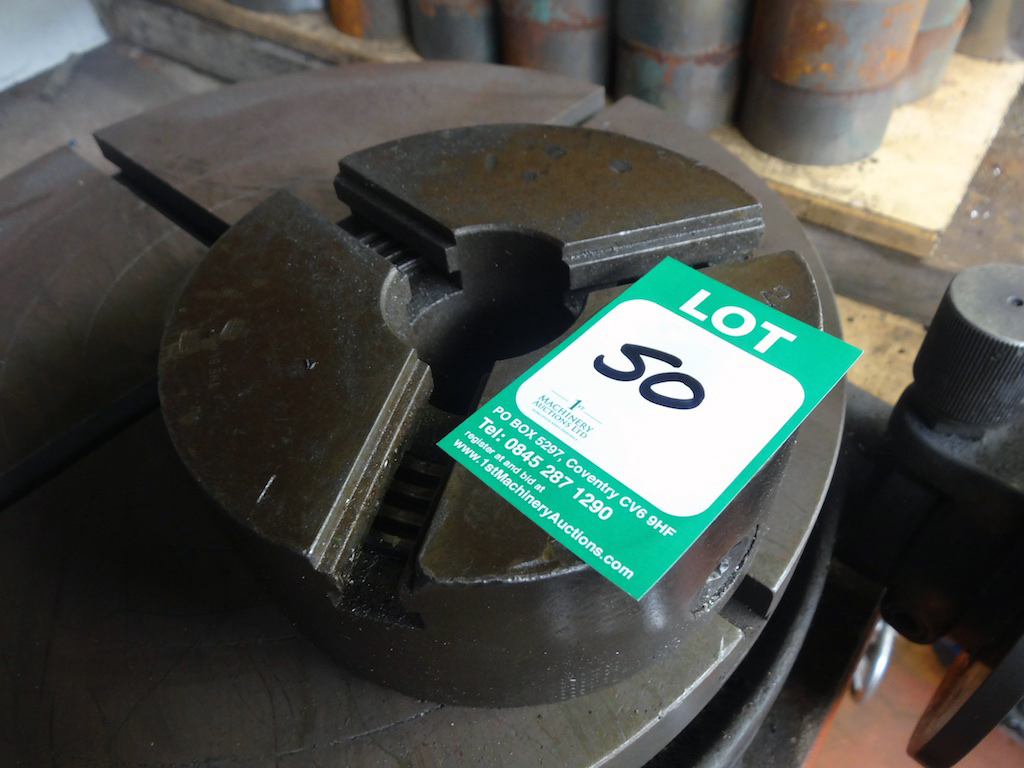 LOT
50
1st
MACHINERY
AUCTIONS LTD
PO BOX 5297, Coventry CV6 9HF
Tel: 0845 287 1290
register at and bid at
www.1stMachineryAuctions.com